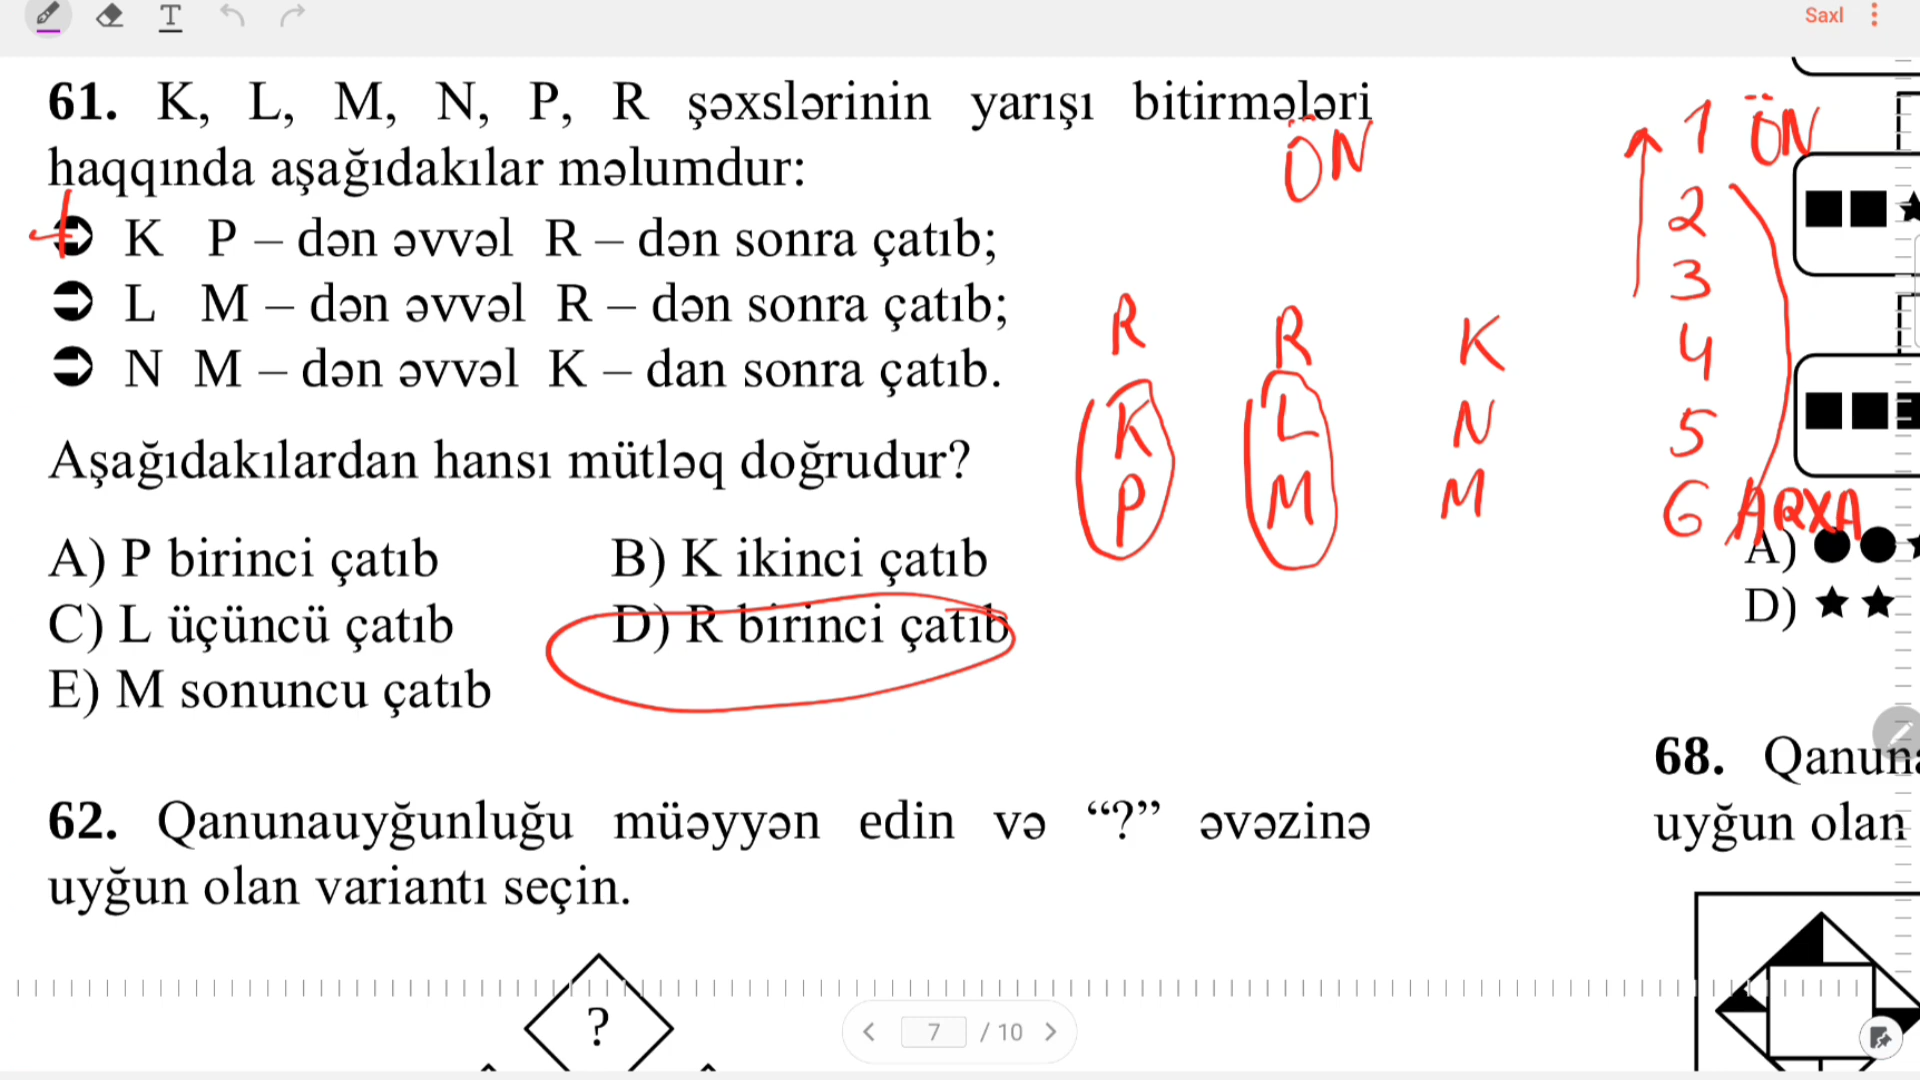 T
Saxl
61. K, L, M, N, P, R şəxslərinin yarışı bitirmələri
haqqında aşağıdakılar məlumdur:
➲ K P – dən əvvəl R – dən sonra çatıb;
➲ L M – dən əvvəl R – dən sonra çatıb;
➲ N M – dən əvvəl K – dan sonra çatıb.
Aşağıdakılardan hansı mütləq doğrudur?
A) P birinci çatıb B) K ikinci çatıb
C) L üçüncü çatıb D) R birinci çatıb
E) M sonuncu çatıb
ÖN
R R K
K L N
P M M
1 ÖN
2
3
4
5
6 ARXA
62. Qanunauyğunluğu müəyyən edin və “?” əvəzinə
uyğun olan variantı seçin.
?
7 / 10
A)
D)
68.
uyğun olan